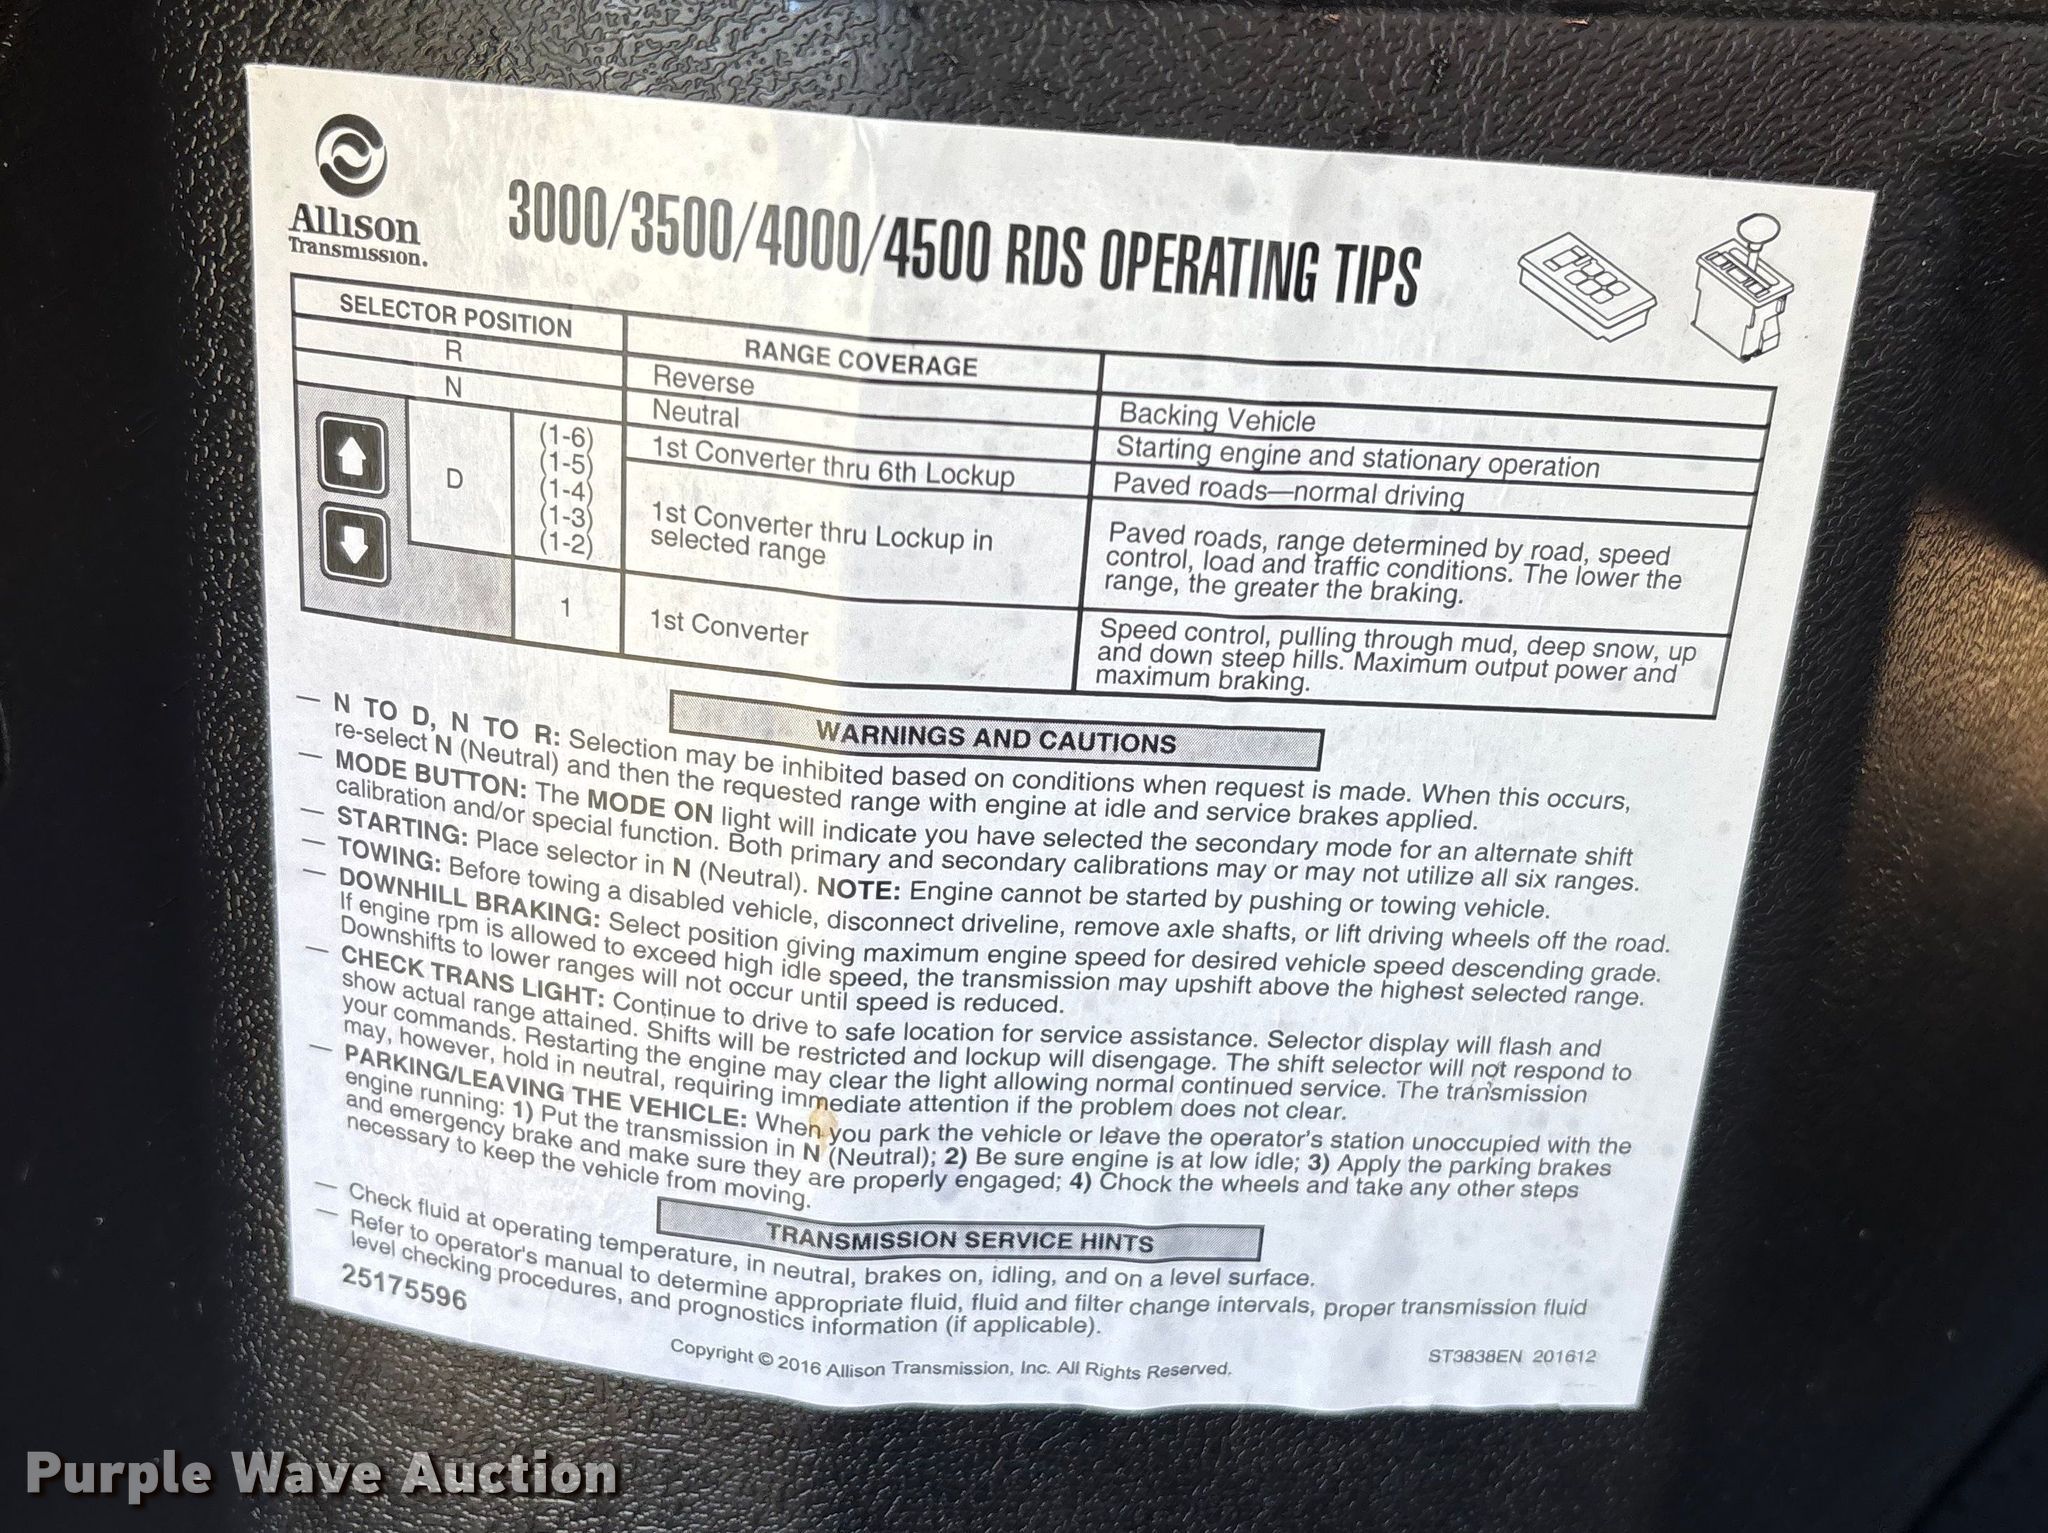 Allison
Transmission.
3000/3500/4000/4500 RDS OPERATING TIPS
SELECTOR POSITION
RANGE COVERAGE
R
Reverse
Backing Vehicle
N
Neutral
Starting engine and stationary operation
D
(1-6)
1st Converter thru 6th Lockup
Paved roads—normal driving
(1-5)
(1-4)
(1-3)
(1-2)
1st Converter thru Lockup in
selected range
Paved roads, range determined by road, speed
control, load and traffic conditions. The lower the
range, the greater the braking.
1
1st Converter
Speed control, pulling through mud, deep snow, up
and down steep hills. Maximum output power and
maximum braking.
WARNINGS AND CAUTIONS
— N TO D, N TO R: Selection may be inhibited based on conditions when request is made. When this occurs,
re-select N (Neutral) and then the requested range with engine at idle and service brakes applied.
— MODE BUTTON: The MODE ON light will indicate you have selected the secondary mode for an alternate shift
calibration and/or special function. Both primary and secondary calibrations may or may not utilize all six ranges.
— STARTING: Place selector in N (Neutral). NOTE: Engine cannot be started by pushing or towing vehicle.
— TOWING: Before towing a disabled vehicle, disconnect driveline, remove axle shafts, or lift driving wheels off the road.
— DOWNHILL BRAKING: Select position giving maximum engine speed for desired vehicle speed descending grade.
If engine rpm is allowed to exceed high idle speed, the transmission may upshift above the highest selected range.
Downshifts to lower ranges will not occur until speed is reduced.
— CHECK TRANS LIGHT: Continue to drive to safe location for service assistance. Selector display will flash and
show actual range attained. Shifts will be restricted and lockup will disengage. The shift selector will not respond to
your commands. Restarting the engine may clear the light allowing normal continued service. The transmission
may, however, hold in neutral, requiring immediate attention if the problem does not clear.
— PARKING/LEAVING THE VEHICLE: When you park the vehicle or leave the operator's station unoccupied with the
engine running: 1) Put the transmission in N (Neutral); 2) Be sure engine is at low idle; 3) Apply the parking brakes
and emergency brake and make sure they are properly engaged; 4) Chock the wheels and take any other steps
necessary to keep the vehicle from moving.
TRANSMISSION SERVICE HINTS
— Check fluid at operating temperature, in neutral, brakes on, idling, and on a level surface.
— Refer to operator's manual to determine appropriate fluid, fluid and filter change intervals, proper transmission fluid
level checking procedures, and prognostics information (if applicable).
25175596
Copyright © 2016 Allison Transmission, Inc. All Rights Reserved.
ST3838EN 201612
Purple Wave Auction